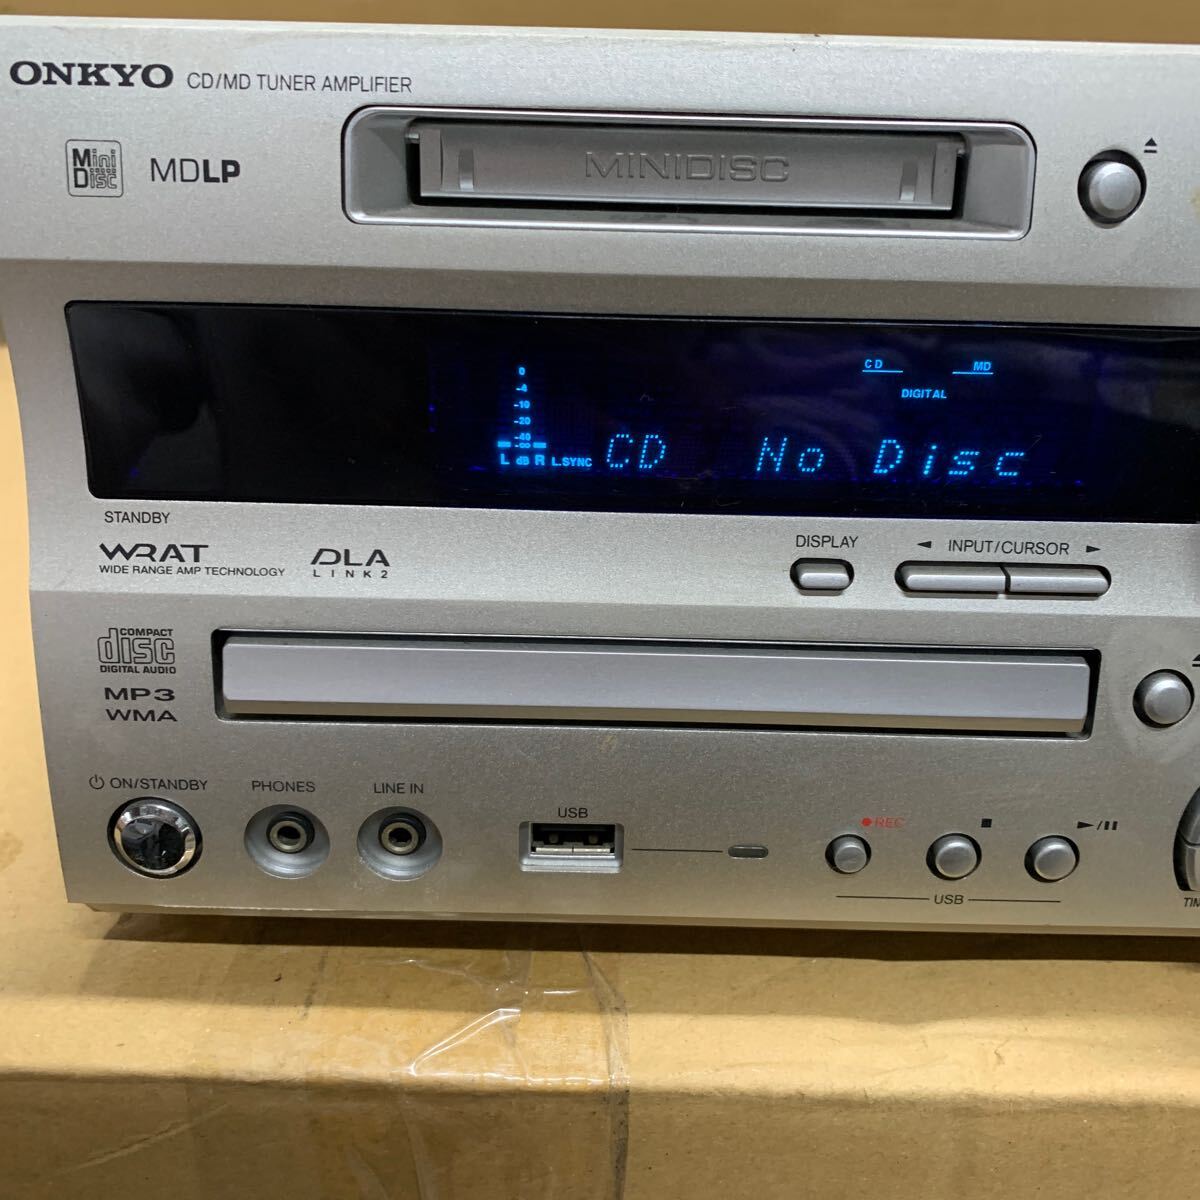 ONKYO CD/MD TUNER AMPLIFIER
Mini Disc MDLP
MINIDISC
CD MD
DIGITAL
0
-4
-10
-20
-40
-∞
L dB R L.SYNC CD No Disc
STANDBY
WRAT
WIDE RANGE AMP TECHNOLOGY
DLA
LINK2
DISPLAY
◄ INPUT/CURSOR ►
COMPACT
disc
DIGITAL AUDIO
MP3
WMA
ON/STANDBY
PHONES
LINE IN
USB
● REC ■ ►/II
USB
TIM